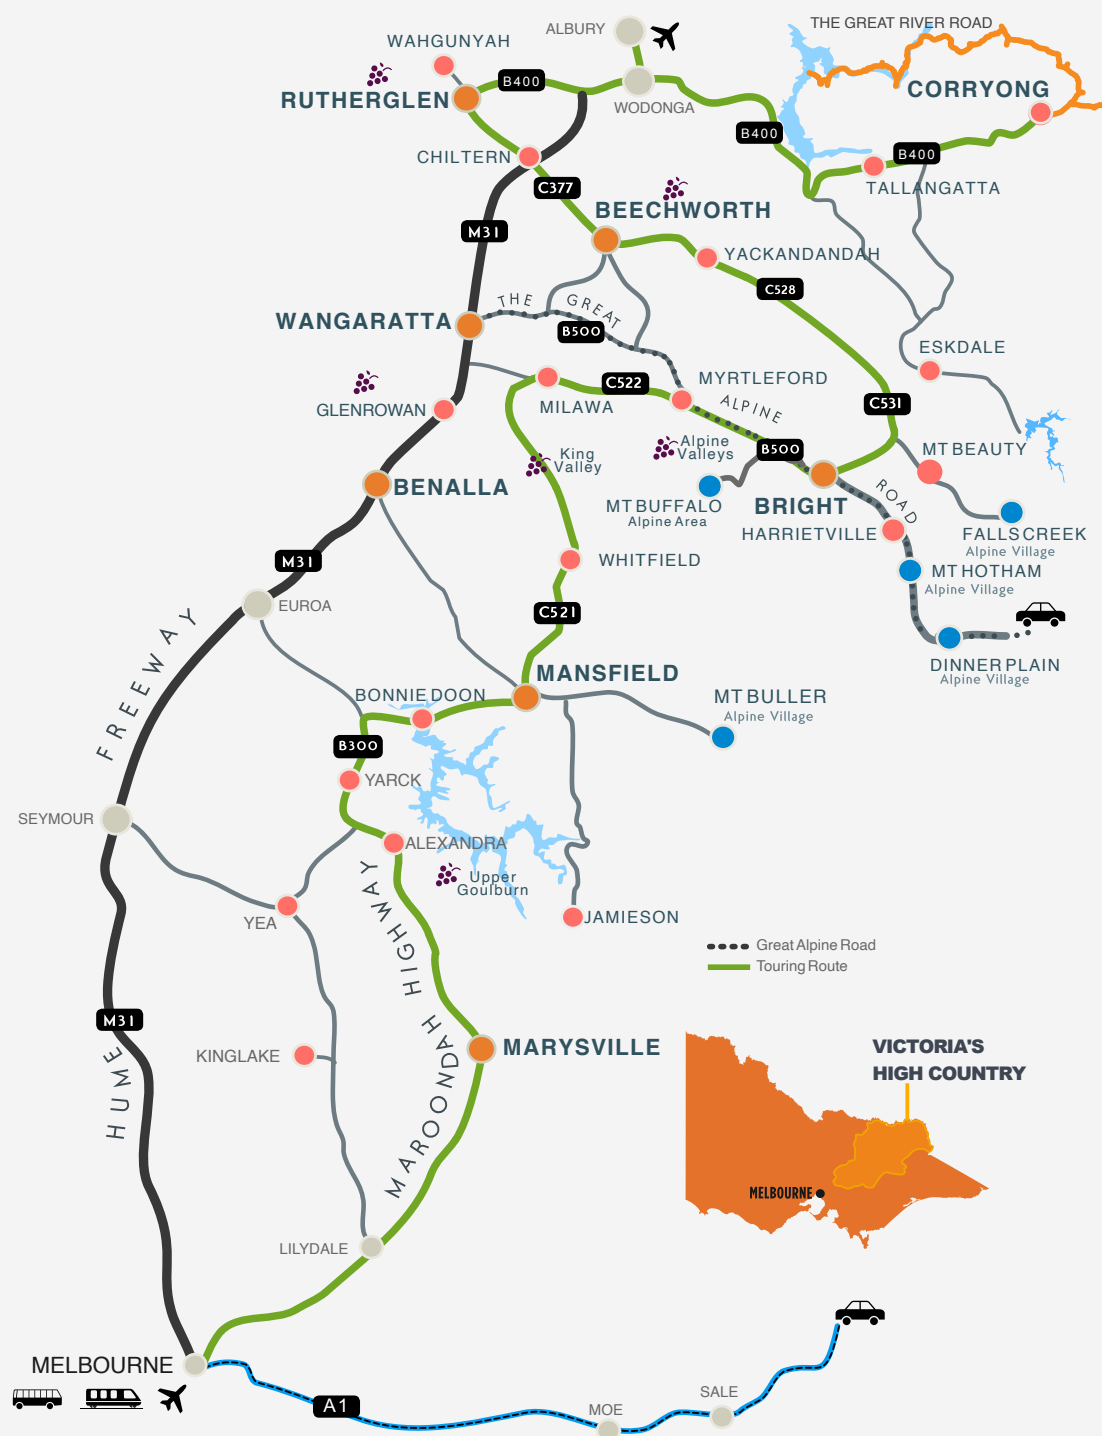 THE GREAT RIVER ROAD
ALBURY
WAHGUNYAH
CORRYONG
RUTHERGLEN
B400
WODONGA
B400
B400
CHILTERN
TALLANGATTA
C377
BEECHWORTH
M31
YACKANDANDAH
C528
THE GREAT
WANGARATTA
B500
ESKDALE
MYRTLEFORD
C522
MILAWA
ALPINE
C531
GLENROWAN
Alpine
Valleys
B500
MT BEAUTY
King
Valley
BENALLA
ROAD
MT BUFFALO
Alpine Area
BRIGHT
HARRIETVILLE
FALLS CREEK
Alpine Village
M31
WHITFIELD
MT HOTHAM
Alpine Village
EUROA
C521
FREEWAY
DINNER PLAIN
Alpine Village
MANSFIELD
BONNIE DOON
MT BULLER
Alpine Village
B300
YARCK
SEYMOUR
ALEXANDRA
Upper
Goulburn
YEA
JAMIESON
HIGHWAY
Great Alpine Road
Touring Route
M31
HUME
KINGLAKE
MARYSVILLE
MAROONDAH
VICTORIA'S
HIGH COUNTRY
MELBOURNE
LILYDALE
MELBOURNE
A1
SALE
MOE